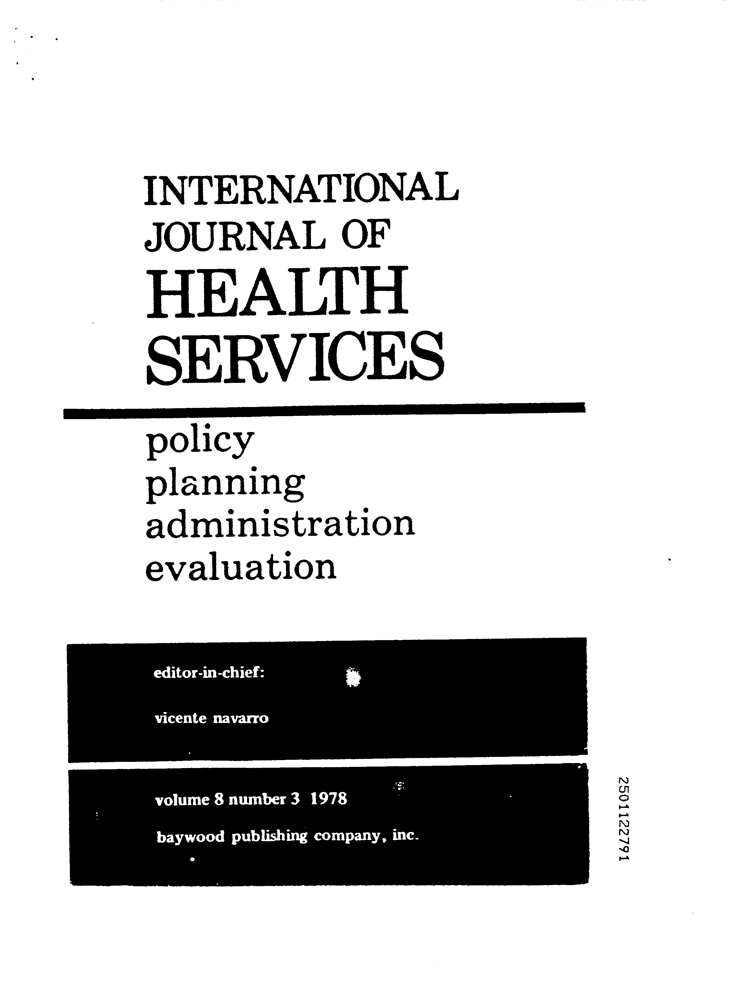 INTERNATIONAL
JOURNAL OF
HEALTH
SERVICES
policy
planning
administration
evaluation
editor-in-chief:
vicente navarro
volume 8 number 3 1978
baywood publishing company, inc.
2501122791